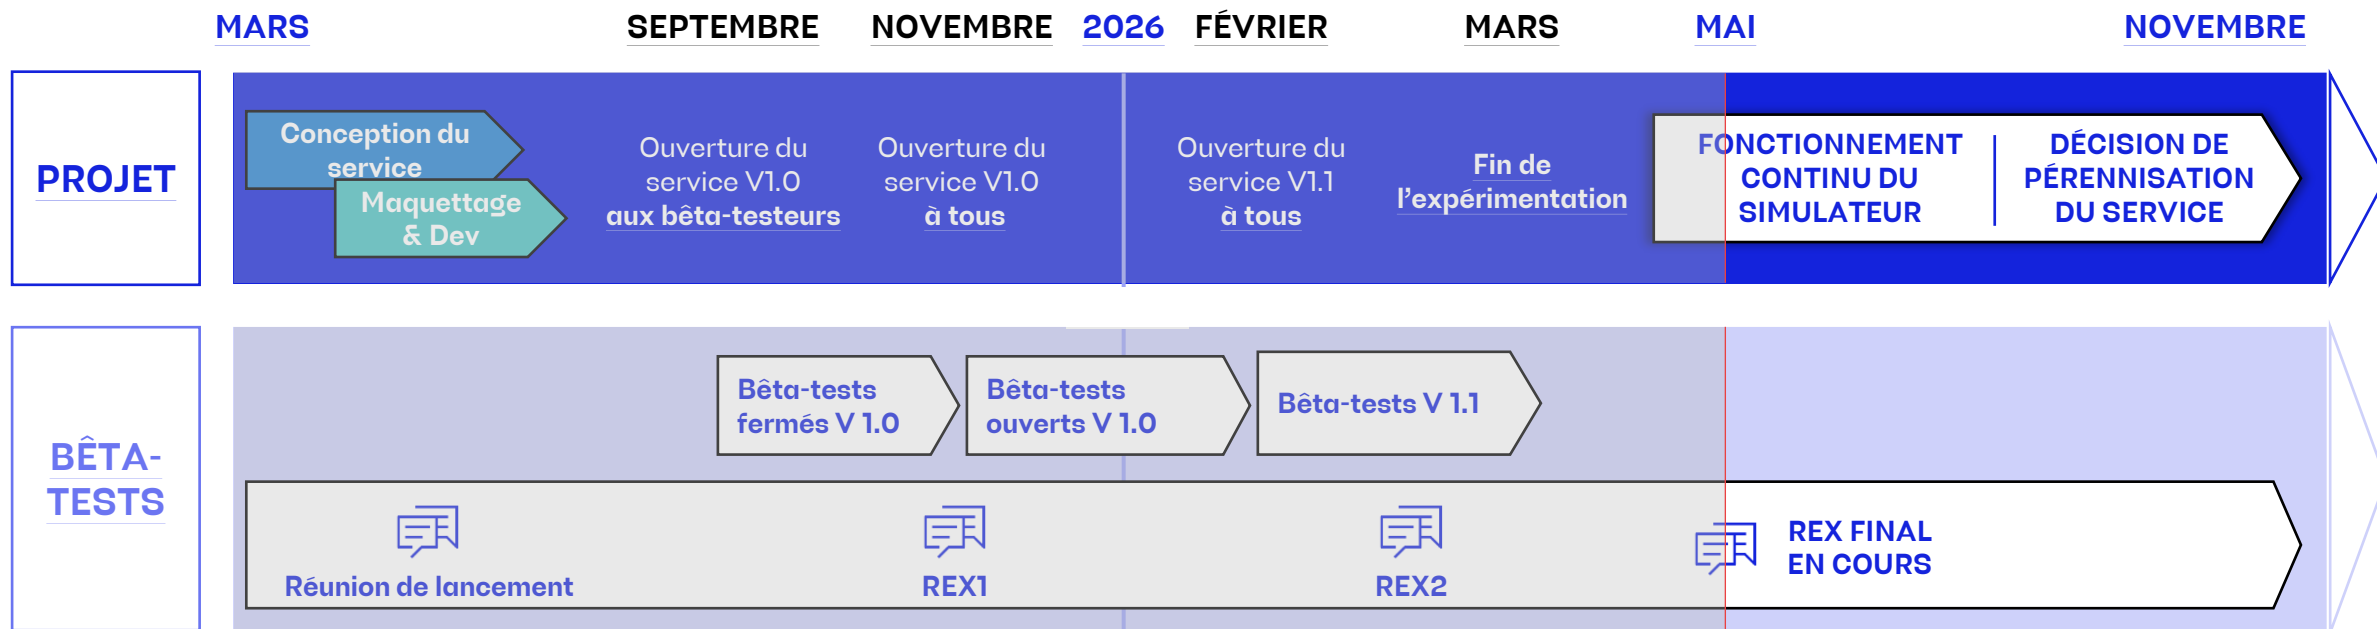 MARS SEPTEMBRE NOVEMBRE 2026 FÉVRIER MARS MAI NOVEMBRE
PROJET
Conception du
service
Maquettage
& Dev
Ouverture du
service V1.0
aux bêta-testeurs
Ouverture du
service V1.0
à tous
Ouverture du
service V1.1
à tous
Fin de
l’expérimentation
FONCTIONNEMENT
CONTINU DU
SIMULATEUR
DÉCISION DE
PÉRENNISATION
DU SERVICE
BÊTA-
TESTS
Bêta-tests
fermés V 1.0
Bêta-tests
ouverts V 1.0
Bêta-tests V 1.1
Réunion de lancement
REX1
REX2
REX FINAL
EN COURS